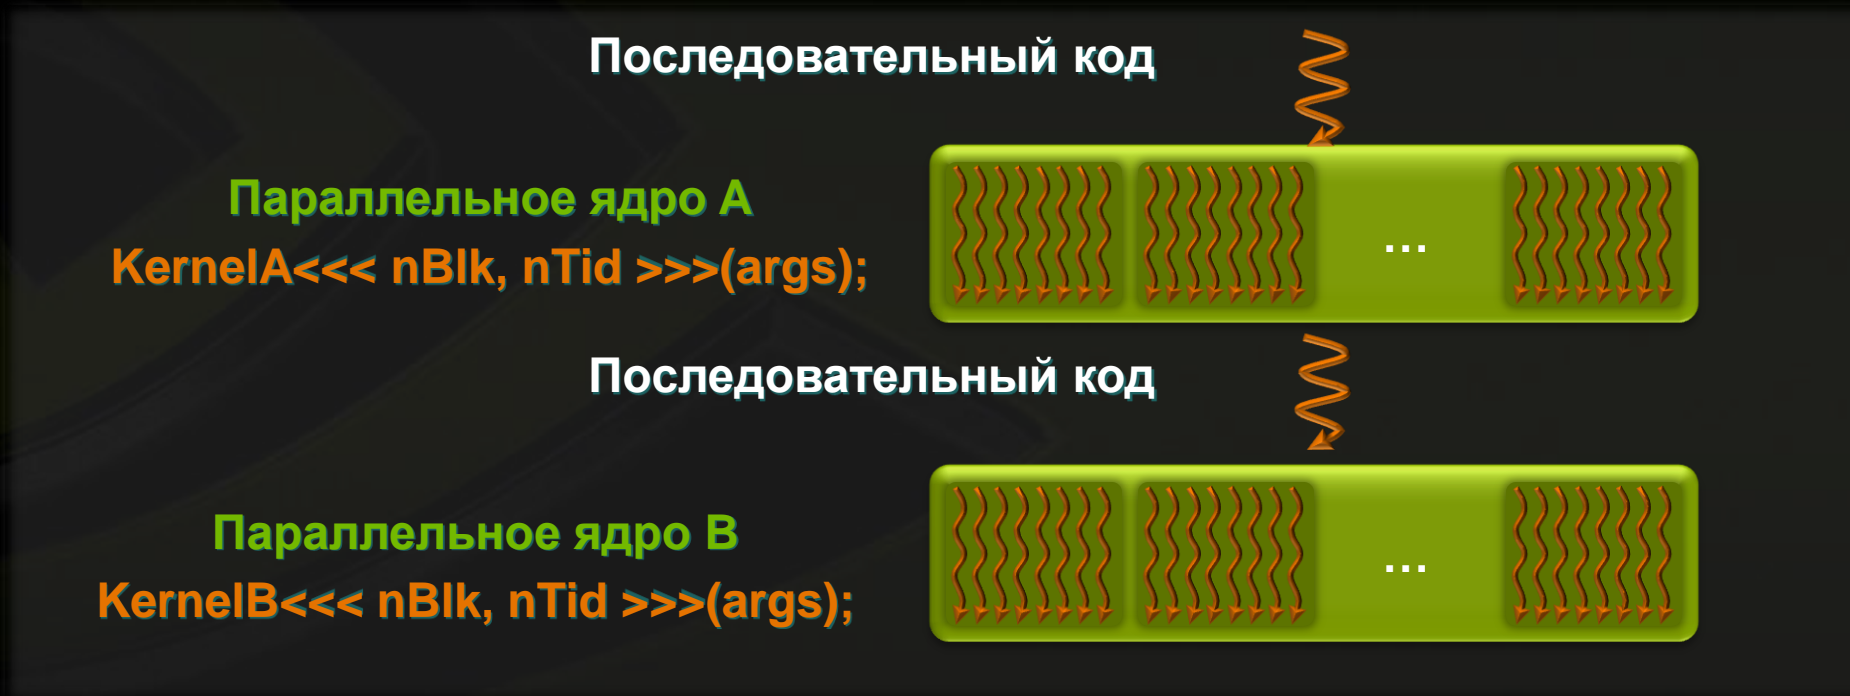 Последовательный код
Параллельное ядро A
KernelA<<< nBlk, nTid >>>(args);
...
Последовательный код
Параллельное ядро B
KernelB<<< nBlk, nTid >>>(args);
...